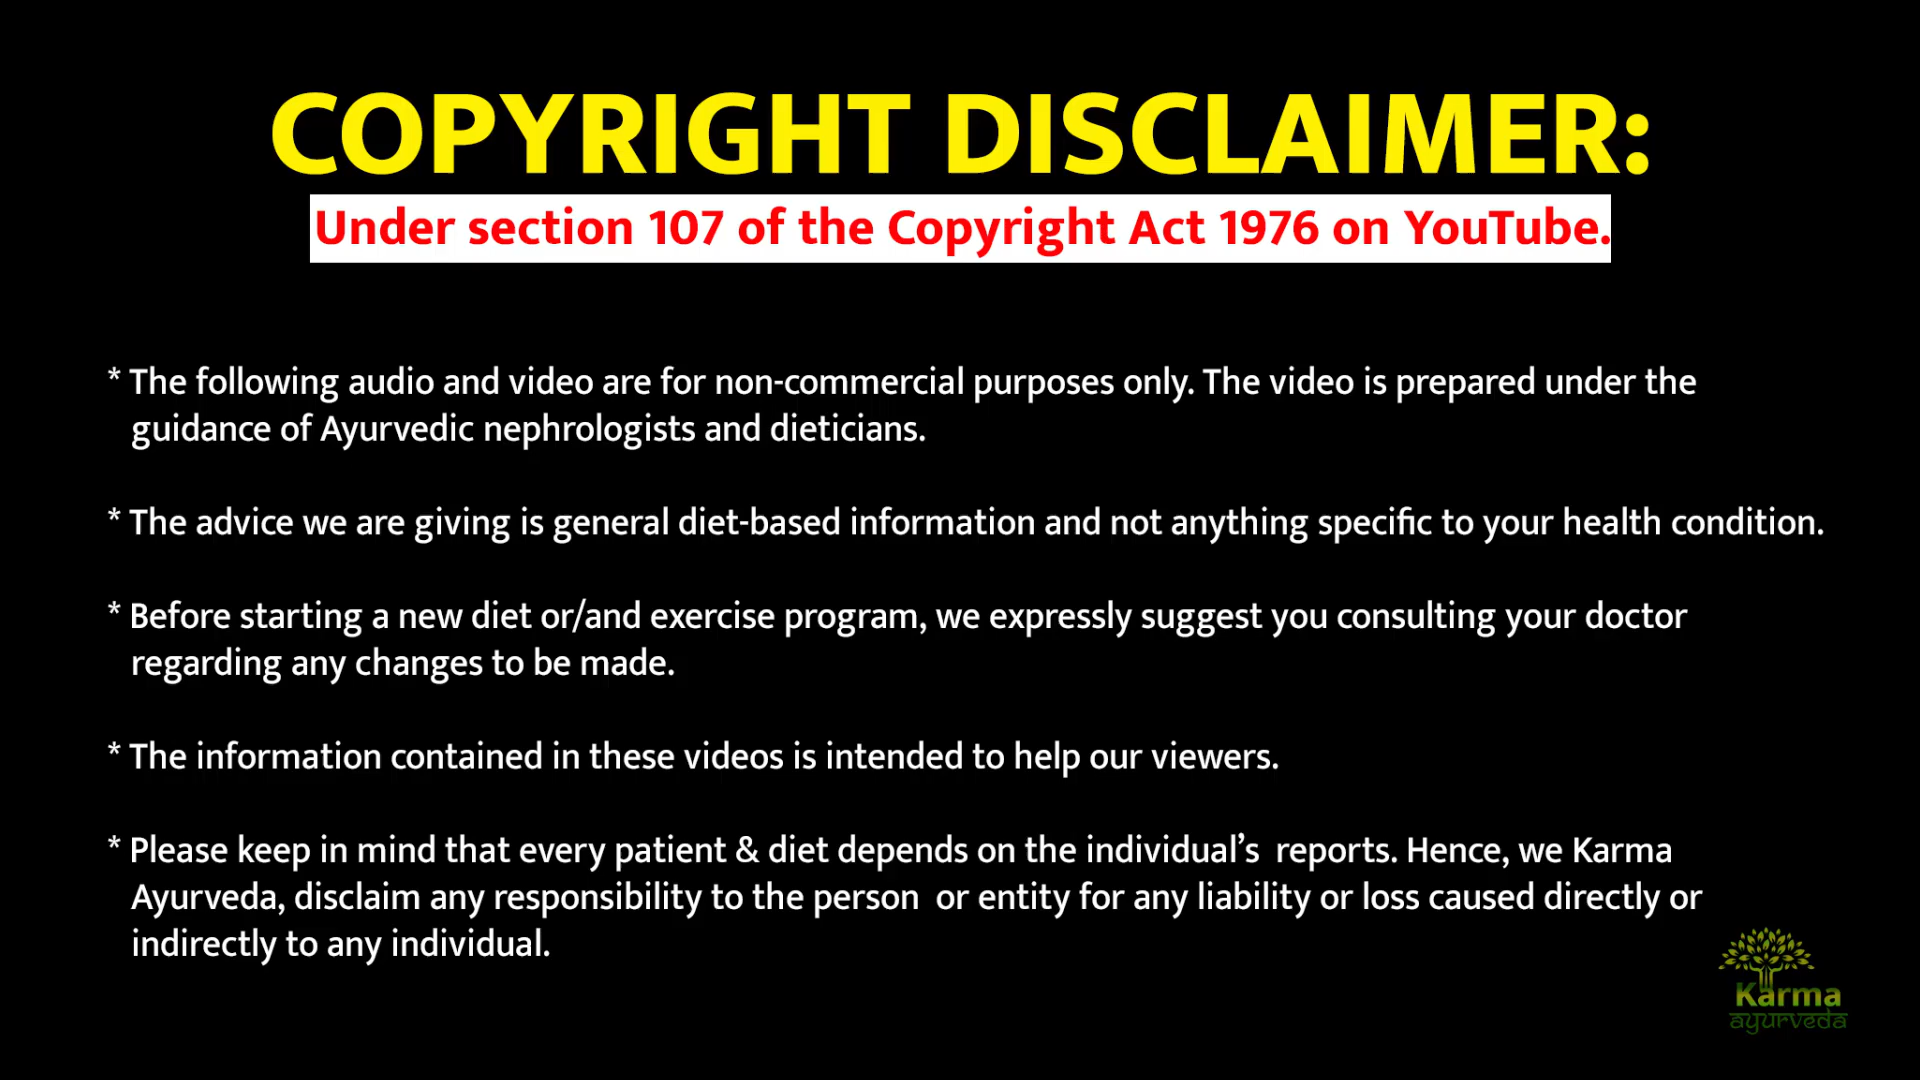 COPYRIGHT DISCLAIMER:
Under section 107 of the Copyright Act 1976 on YouTube.
* The following audio and video are for non-commercial purposes only. The video is prepared under the
guidance of Ayurvedic nephrologists and dieticians.
* The advice we are giving is general diet-based information and not anything specific to your health condition.
* Before starting a new diet or/and exercise program, we expressly suggest you consulting your doctor
regarding any changes to be made.
* The information contained in these videos is intended to help our viewers.
* Please keep in mind that every patient & diet depends on the individual’s  reports. Hence, we Karma
Ayurveda, disclaim any responsibility to the person  or entity for any liability or loss caused directly or
indirectly to any individual.
Karma
ayurveda